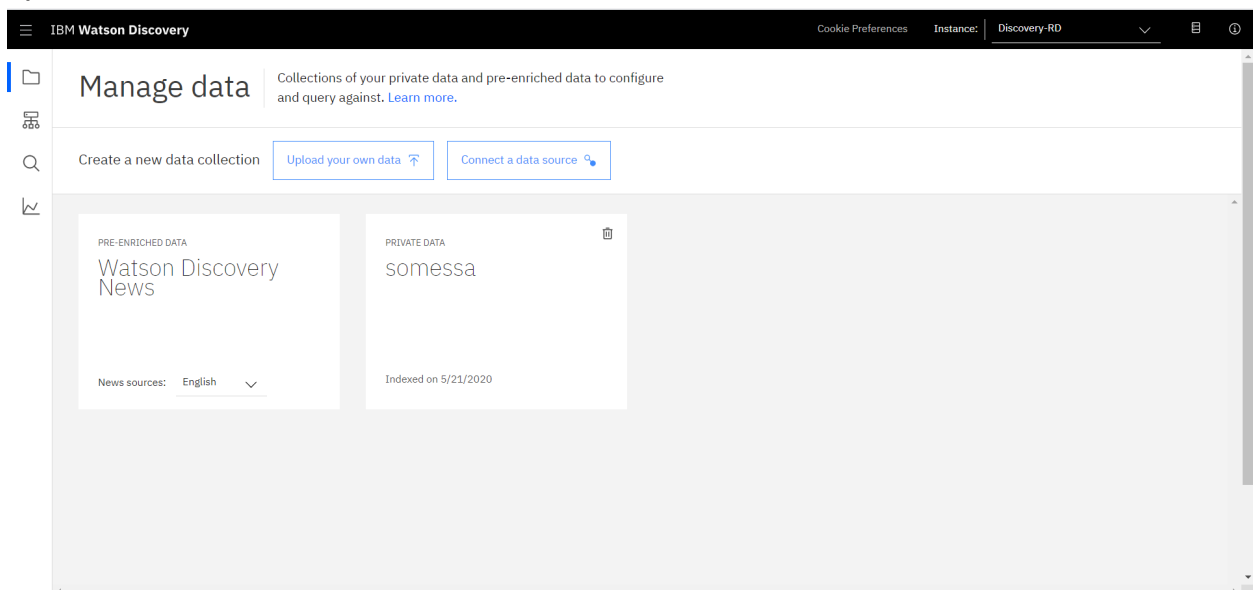 IBM Watson Discovery
Cookie Preferences
Instance:
Discovery-RD
Manage data
Collections of your private data and pre-enriched data to configure
and query against. Learn more.
Create a new data collection
Upload your own data
Connect a data source
PRE-ENRICHED DATA
Watson Discovery
News
News sources:
English
PRIVATE DATA
somessa
Indexed on 5/21/2020